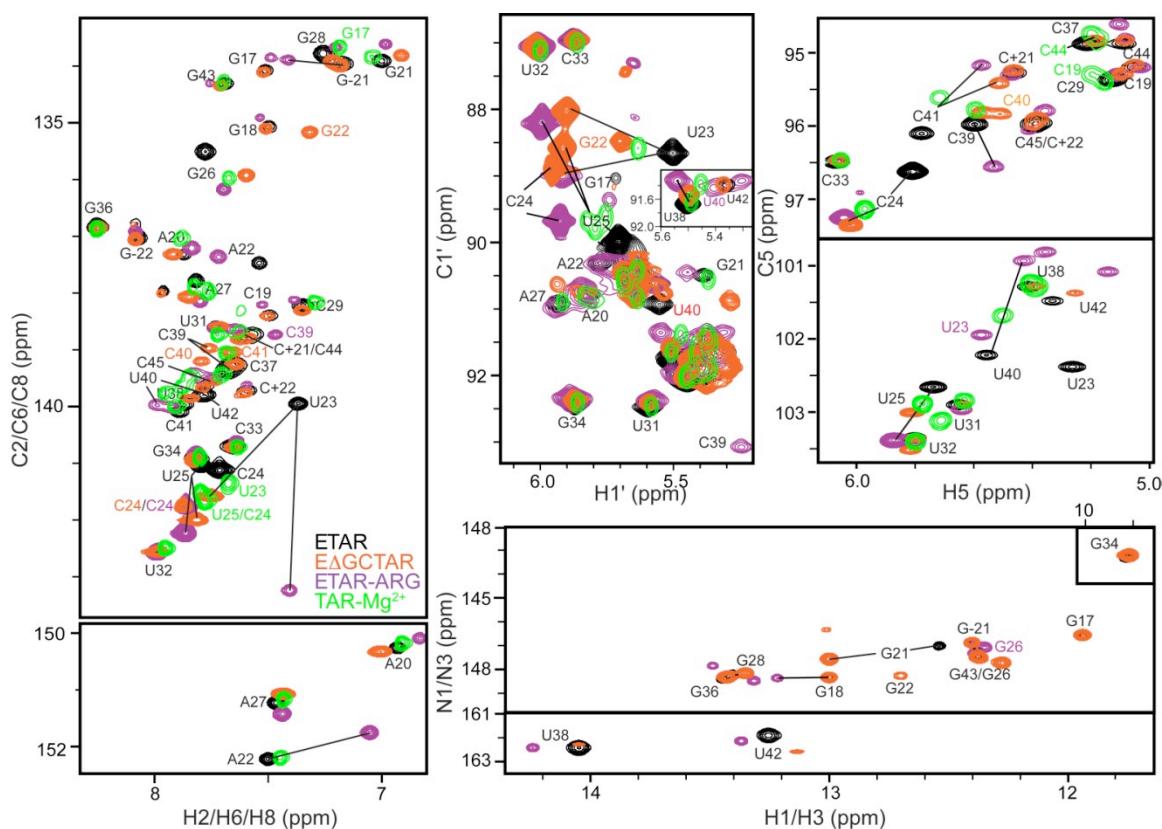 G17
G28
G17
G21
G-21
G43
135
G18
G22
G26
G36
A20
G-22
A22
A27
C19
C29
U31
C39
C39
C40
C41
C+21/C44
C45
C37
U40
C+22
U38
U42
U23
140
C41
C33
G34
C24
U25
U23
C24/C24
U25/C24
ETAR
EΔGCTAR
ETAR-ARG
TAR-Mg2+
U32
C2/C6/C8 (ppm)
150
A20
A27
152
A22
8
7
H2/H6/H8 (ppm)
U32
C33
88
U23
G22
G17
C24
U25
91.6
92.0
U38
U40
U42
5.6
5.4
90
A22
G21
A27
A20
U40
92
G34
U31
C39
C1' (ppm)
6.0
5.5
H1' (ppm)
C37
95
C44
C44
C+21
C19
C29
C19
C41
C40
C39
96
C45/C+22
C33
C24
97
C5 (ppm)
101
U38
U42
U23
102
U40
U23
U25
103
U31
U32
6.0
5.0
H5 (ppm)
10
148
G34
145
G17
G-21
G26
G21
G28
148
G36
G18
G22
G43/G26
161
U38
U42
163
N1/N3 (ppm)
14
13
12
H1/H3 (ppm)